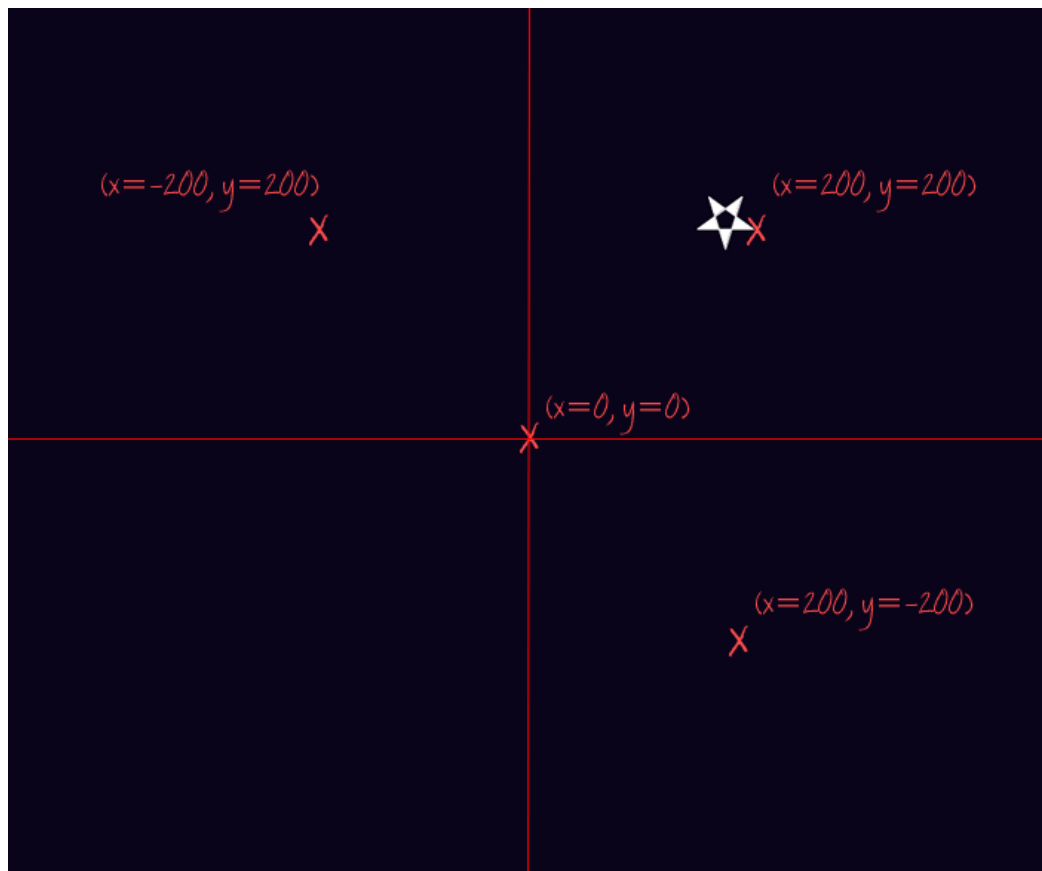 (x=-200, y=200)
(x=200, y=200)
X
X
(x=0, y=0)
X
(x=200, y=-200)
X